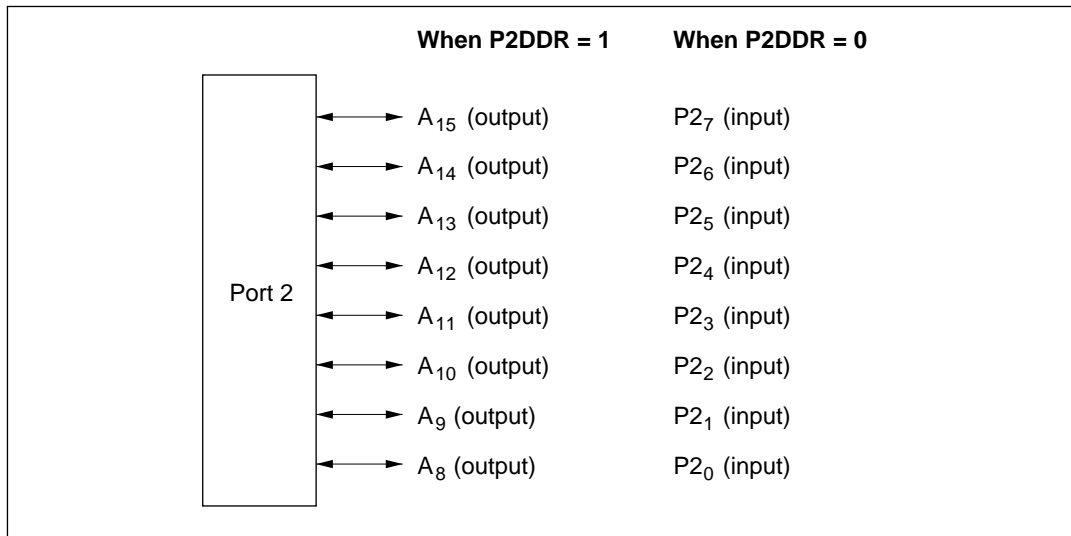 When P2DDR = 1 When P2DDR = 0
A15 (output) P27 (input)
A14 (output) P26 (input)
A13 (output) P25 (input)
A12 (output) P24 (input)
Port 2
A11 (output) P23 (input)
A10 (output) P22 (input)
A9 (output) P21 (input)
A8 (output) P20 (input)